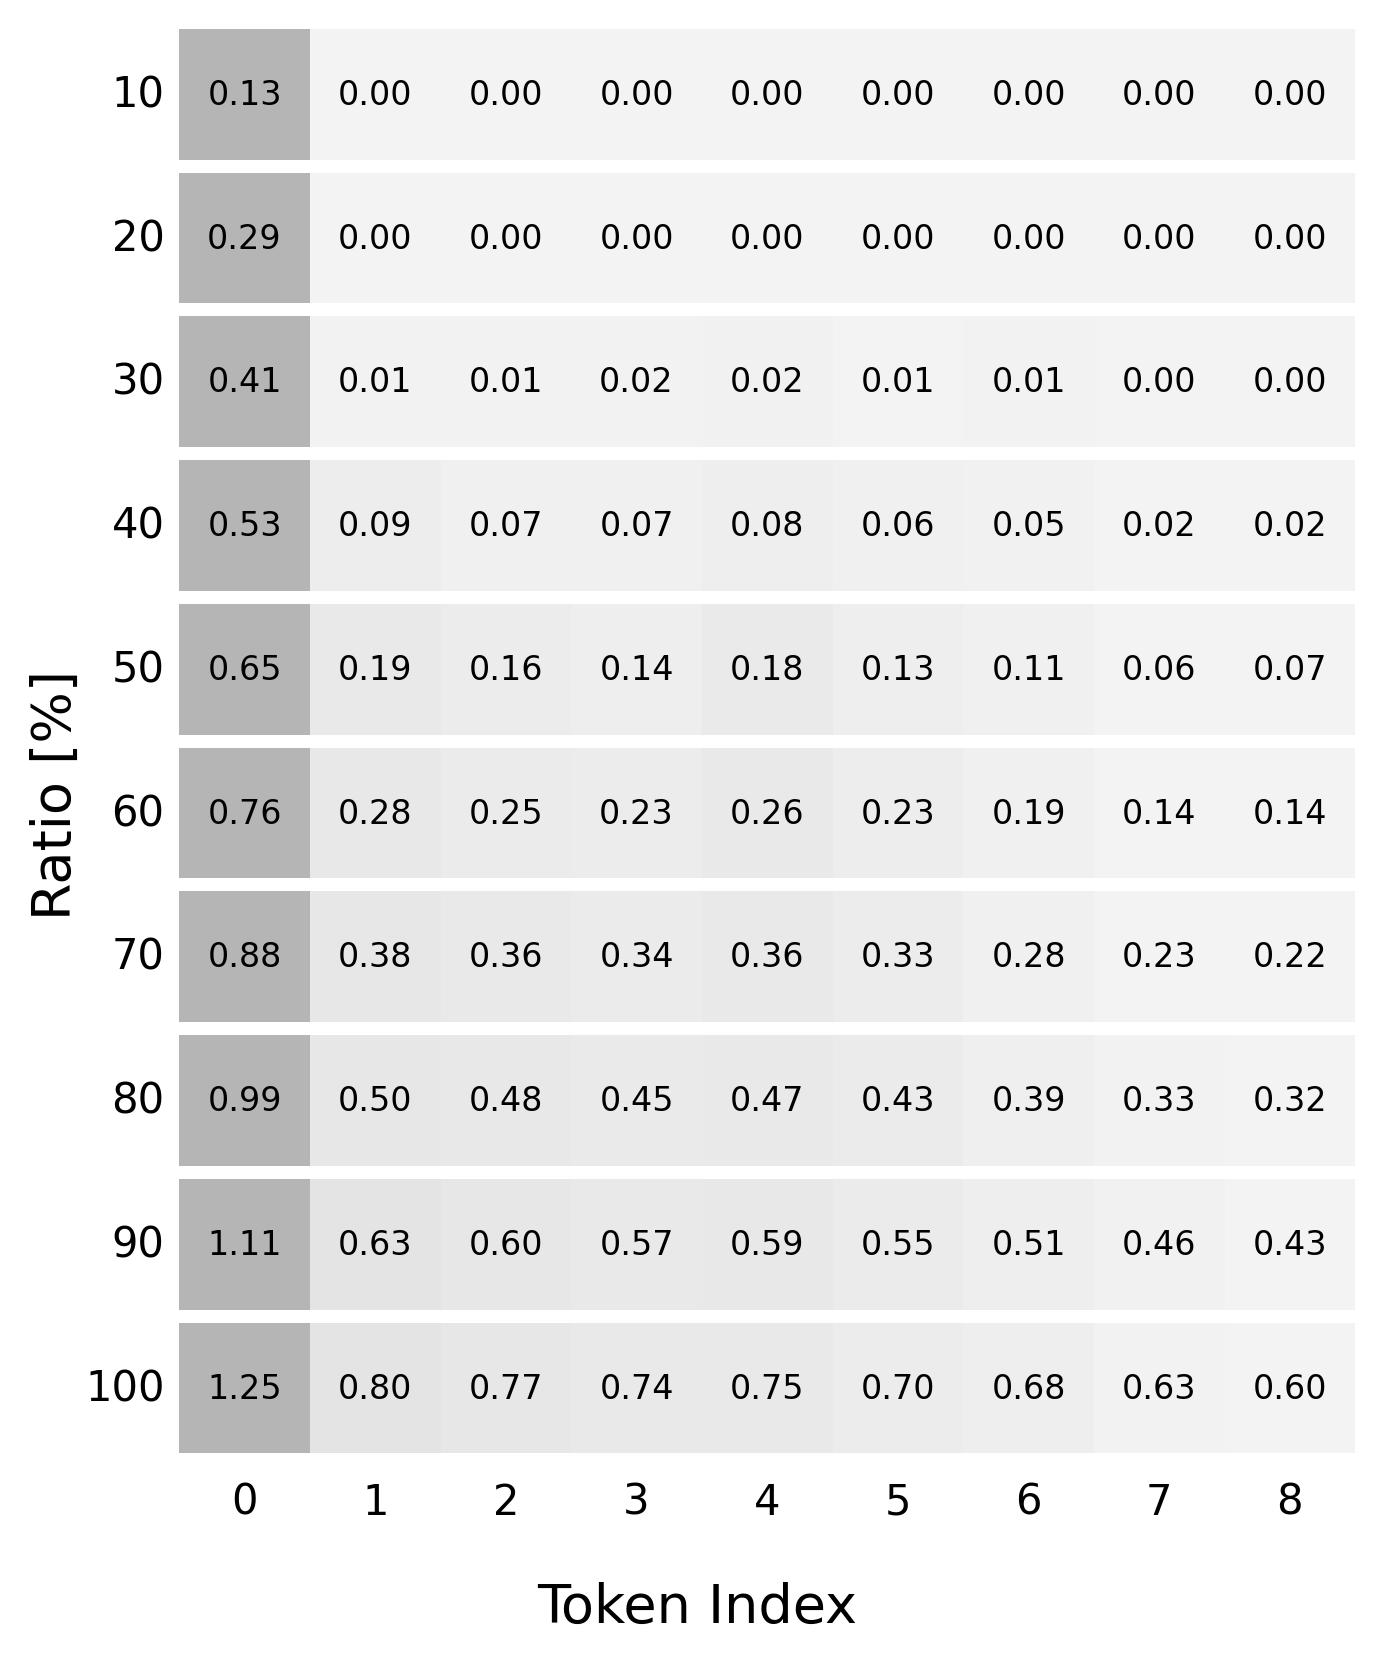 10 0.13 0.00 0.00 0.00 0.00 0.00 0.00 0.00 0.00
20 0.29 0.00 0.00 0.00 0.00 0.00 0.00 0.00 0.00
30 0.41 0.01 0.01 0.02 0.02 0.01 0.01 0.00 0.00
40 0.53 0.09 0.07 0.07 0.08 0.06 0.05 0.02 0.02
50 0.65 0.19 0.16 0.14 0.18 0.13 0.11 0.06 0.07
60 0.76 0.28 0.25 0.23 0.26 0.23 0.19 0.14 0.14
70 0.88 0.38 0.36 0.34 0.36 0.33 0.28 0.23 0.22
80 0.99 0.50 0.48 0.45 0.47 0.43 0.39 0.33 0.32
90 1.11 0.63 0.60 0.57 0.59 0.55 0.51 0.46 0.43
100 1.25 0.80 0.77 0.74 0.75 0.70 0.68 0.63 0.60
0 1 2 3 4 5 6 7 8
Token Index
Ratio [%]